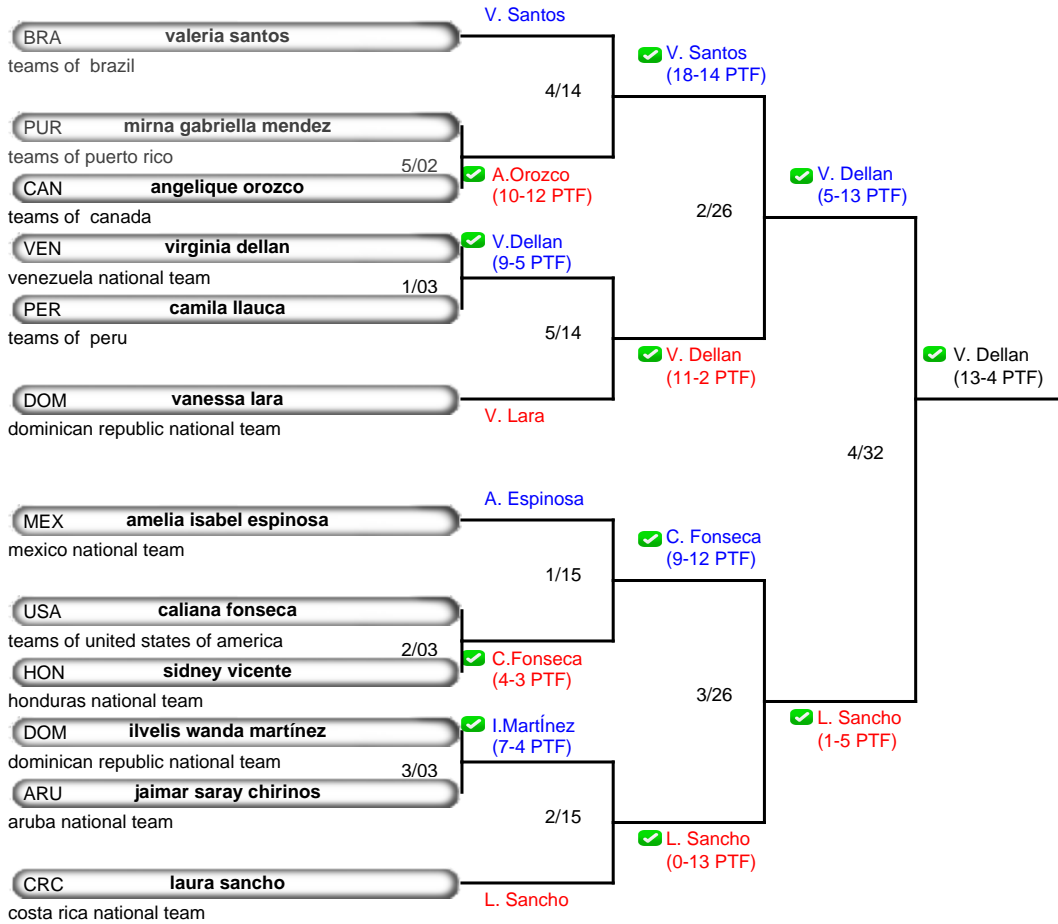 V. Santos
BRA valeria santos
teams of brazil
V. Santos
(18-14 PTF)
4/14
PUR mirna gabriella mendez
teams of puerto rico
5/02
A.Orozco
(10-12 PTF)
CAN angelique orozco
teams of canada
V. Dellan
(5-13 PTF)
2/26
VEN virginia dellan
venezuela national team
V.Dellan
(9-5 PTF)
1/03
PER camila llauca
teams of peru
5/14
V. Dellan
(11-2 PTF)
V. Dellan
(13-4 PTF)
DOM vanessa lara
dominican republic national team
V. Lara
4/32
A. Espinosa
MEX amelia isabel espinosa
mexico national team
C. Fonseca
(9-12 PTF)
1/15
USA caliana fonseca
teams of united states of america
2/03
C.Fonseca
(4-3 PTF)
HON sidney vicente
honduras national team
3/26
L. Sancho
(1-5 PTF)
DOM ilvelis wanda martínez
dominican republic national team
I.MartÍnez
(7-4 PTF)
3/03
ARU jaimar saray chirinos
aruba national team
2/15
L. Sancho
(0-13 PTF)
CRC laura sancho
costa rica national team
L. Sancho